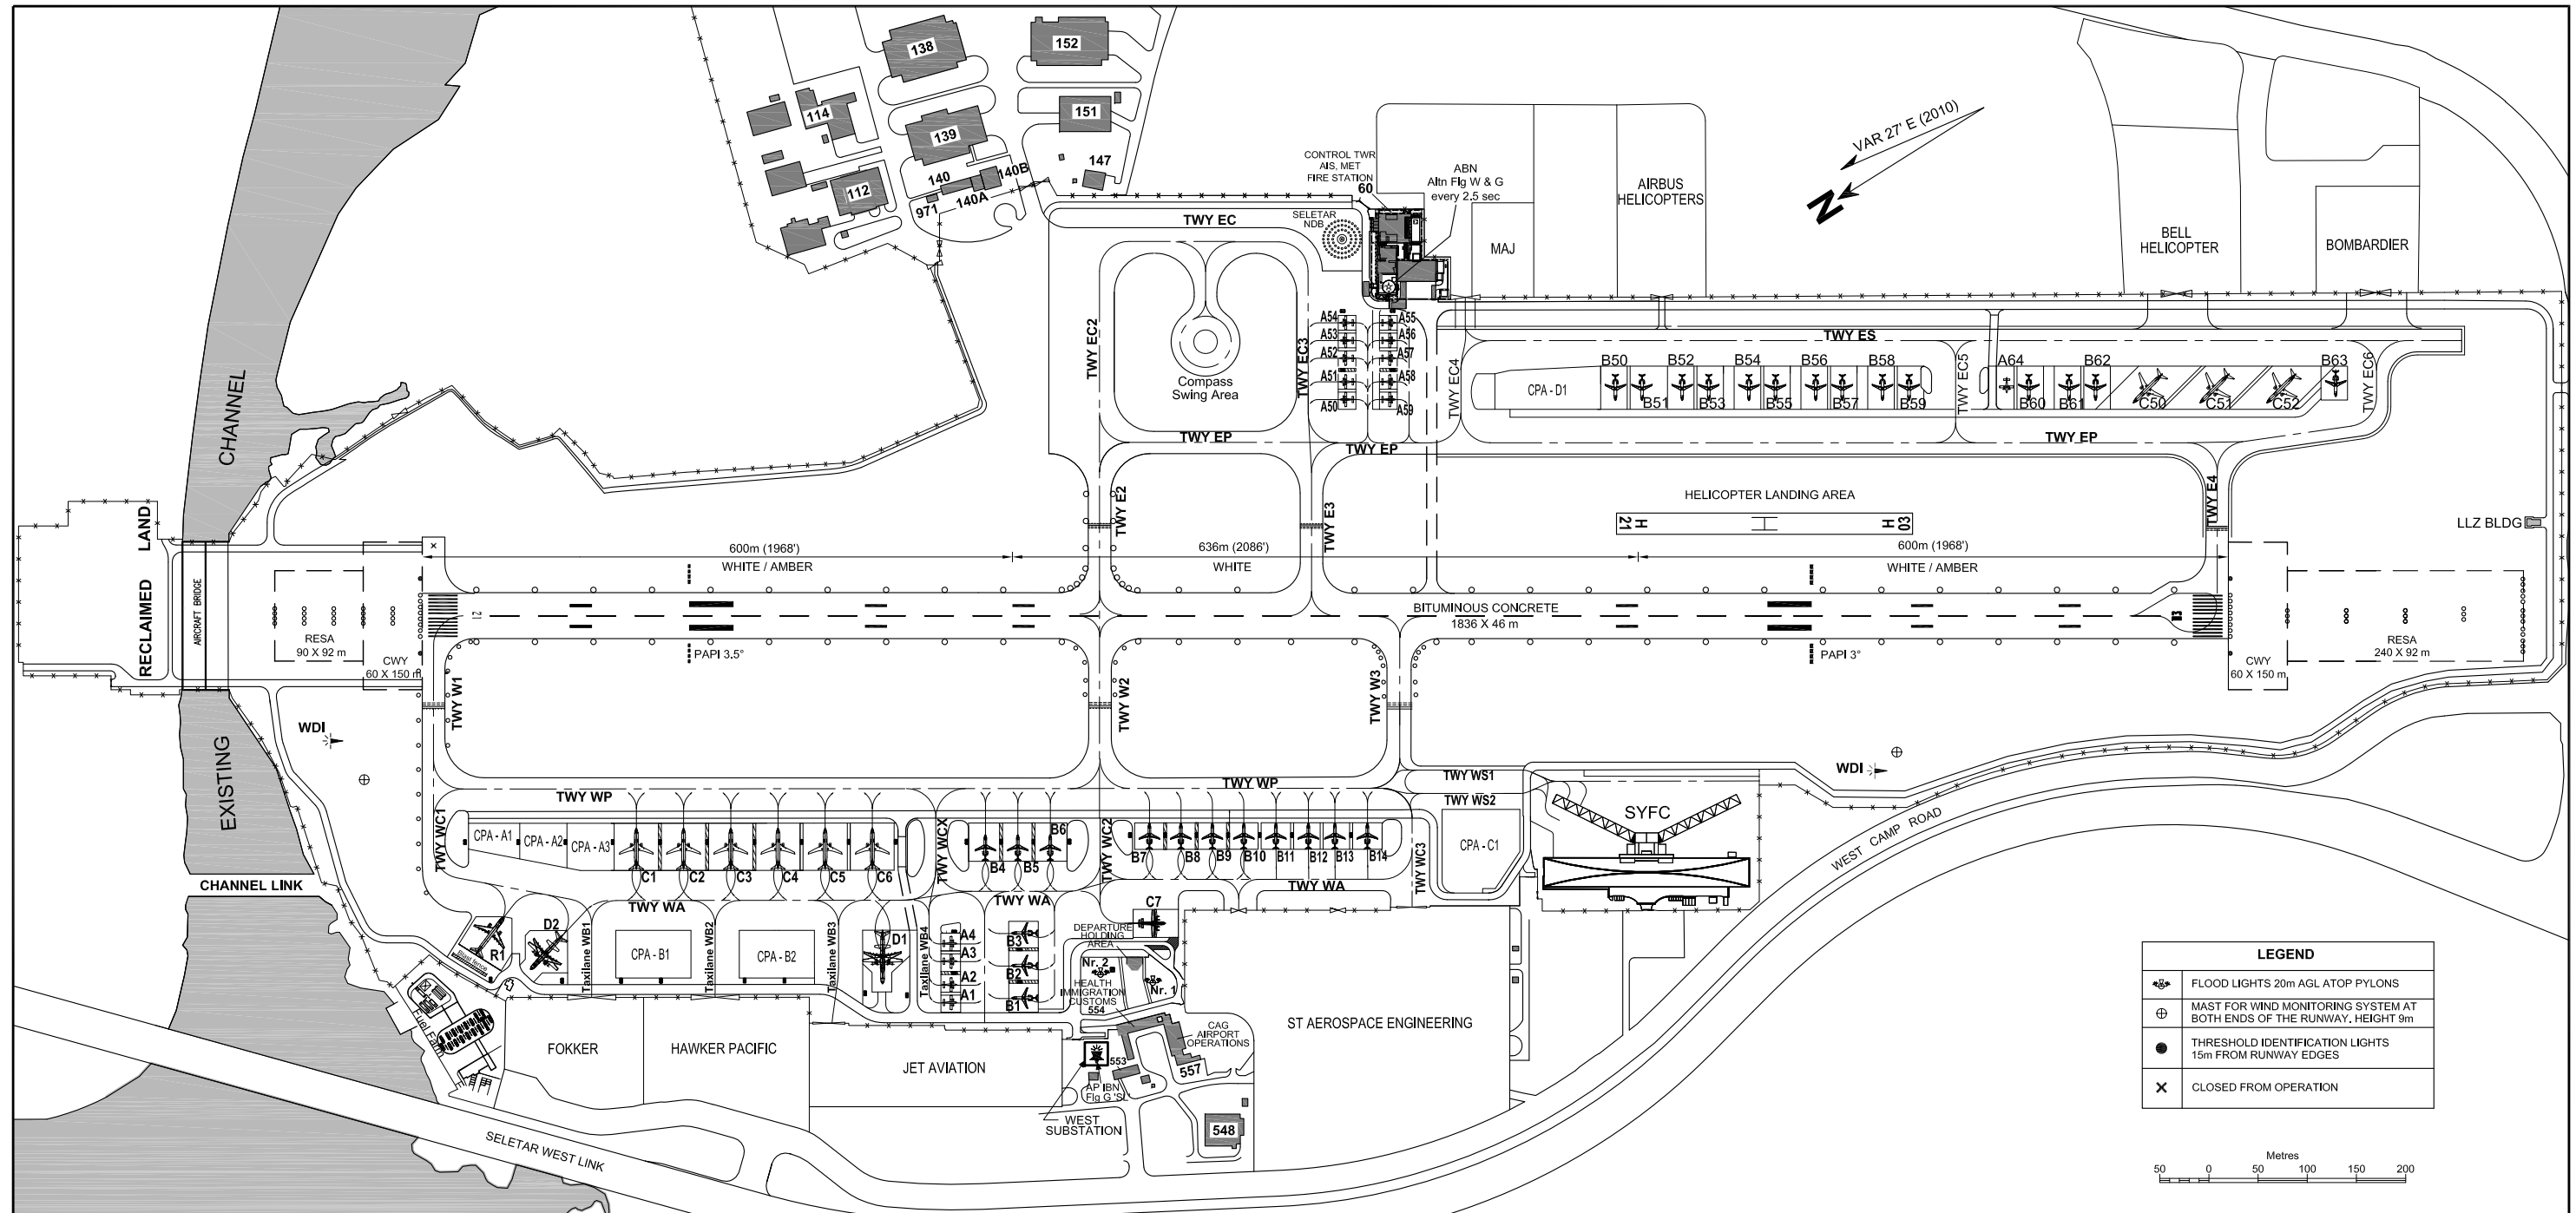 138
152
114
139
151
112
140
140A
140B
971
147
CONTROL TWR
AIS, MET
FIRE STATION
60
ABN
Altn Flg W & G
every 2.5 sec
SELETAR
NDB
MAJ
AIRBUS
HELICOPTERS
VAR 27' E (2010)
N
BELL
HELICOPTER
BOMBARDIER
TWY EC
TWY EC2
TWY EC3
Compass
Swing Area
A54
A53
A52
A51
A50
A55
A56
A57
A58
A59
TWY EC4
TWY ES
CPA - D1
B50
B52
B54
B56
B58
B51
B53
B55
B57
B59
TWY EC5
A64
B62
B63
B60
B61
C50
C51
C52
TWY EC6
TWY EP
TWY EP
TWY EP
CHANNEL
RECLAIMED LAND
AIRCRAFT BRIDGE
TWY E2
TWY E3
TWY E4
HELICOPTER LANDING AREA
21 H
H 03
LLZ BLDG
600m (1968')
WHITE / AMBER
636m (2086')
WHITE
600m (1968')
WHITE / AMBER
RESA
90 X 92 m
CWY
60 X 150 m
21
PAPI 3.5°
BITUMINOUS CONCRETE
1836 X 46 m
PAPI 3°
03
CWY
60 X 150 m
RESA
240 X 92 m
TWY W1
TWY W2
TWY W3
WDI
WDI
EXISTING
CHANNEL LINK
TWY WP
TWY WP
TWY WS1
TWY WS2
SYFC
WEST CAMP ROAD
TWY WC1
CPA - A1
CPA - A2
CPA - A3
C1
C2
C3
C4
C5
C6
TWY WCX
B4
B5
B6
TWY WC2
B7
B8
B9
B10
B11
B12
B13
B14
TWY WC3
CPA - C1
TWY WA
TWY WA
TWY WA
R1
Blast fence
D2
Taxilane WB1
CPA - B1
Taxilane WB2
CPA - B2
Taxilane WB3
D1
Taxilane WB4
A4
A3
A2
A1
B3
B2
B1
C7
DEPARTURE
HOLDING
AREA
Nr. 2
Nr. 1
HEALTH
IMMIGRATION
CUSTOMS
554
Fuel Farm
FOKKER
HAWKER PACIFIC
JET AVIATION
553
AP IBN
Flg G 'SL'
WEST
SUBSTATION
CAG
AIRPORT
OPERATIONS
557
548
ST AEROSPACE ENGINEERING
SELETAR WEST LINK
LEGEND
FLOOD LIGHTS 20m AGL ATOP PYLONS
MAST FOR WIND MONITORING SYSTEM AT
BOTH ENDS OF THE RUNWAY. HEIGHT 9m
THRESHOLD IDENTIFICATION LIGHTS
15m FROM RUNWAY EDGES
CLOSED FROM OPERATION
Metres
50 0 50 100 150 200